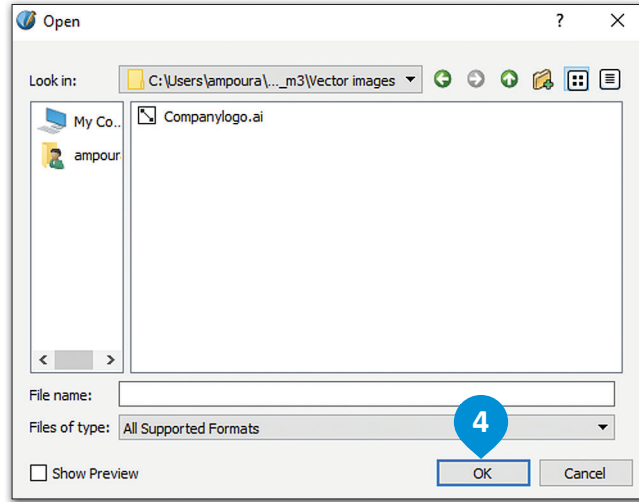 Open
Look in:
C:\Users\ampoura\..._m3\Vector images
My Co..
ampour
Companylogo.ai
File name:
Files of type:
All Supported Formats
4
Show Preview
OK
Cancel